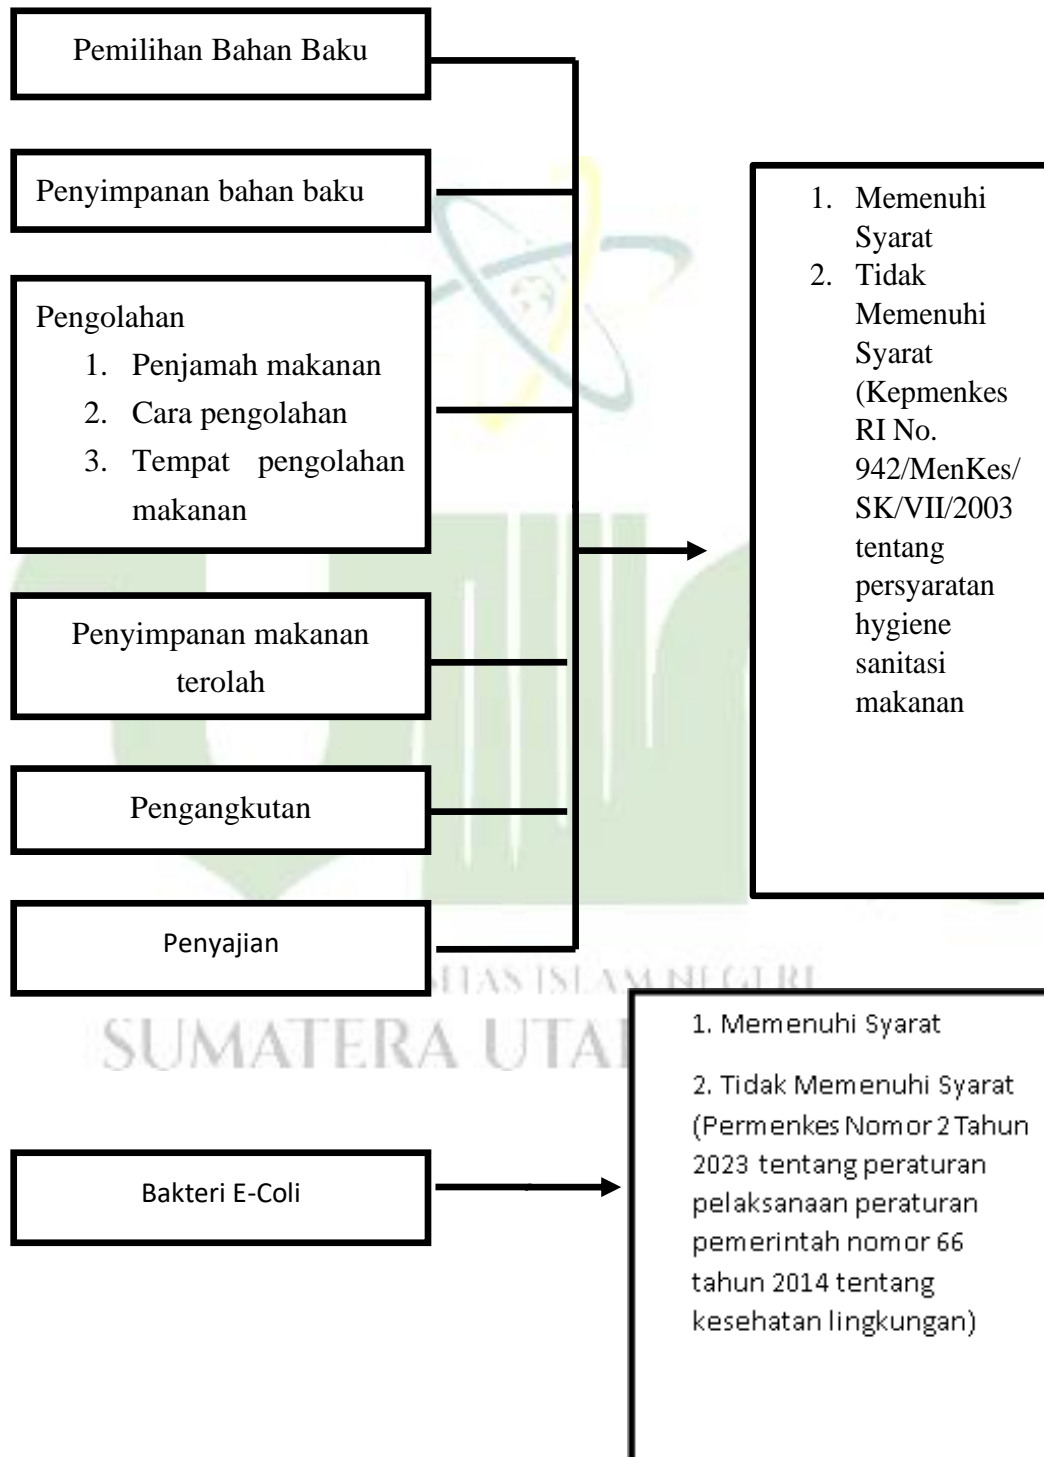 Pemilihan Bahan Baku
Penyimpanan bahan baku
Pengolahan
1. Penjamah makanan
2. Cara pengolahan
3. Tempat pengolahan
makanan
Penyimpanan makanan
terolah
Pengangkutan
Penyajian
1. Memenuhi
Syarat
2. Tidak
Memenuhi
Syarat
(Kepmenkes
RI No.
942/MenKes/
SK/VII/2003
tentang
persyaratan
hygiene
sanitasi
makanan
ISLAM NEGERI
SUMATERA
Bakteri E-Coli
1. Memenuhi Syarat
2. Tidak Memenuhi Syarat
(Permenkes Nomor 2 Tahun
2023 tentang peraturan
pelaksanaan peraturan
pemerintah nomor 66
tahun 2014 tentang
kesehatan lingkungan)